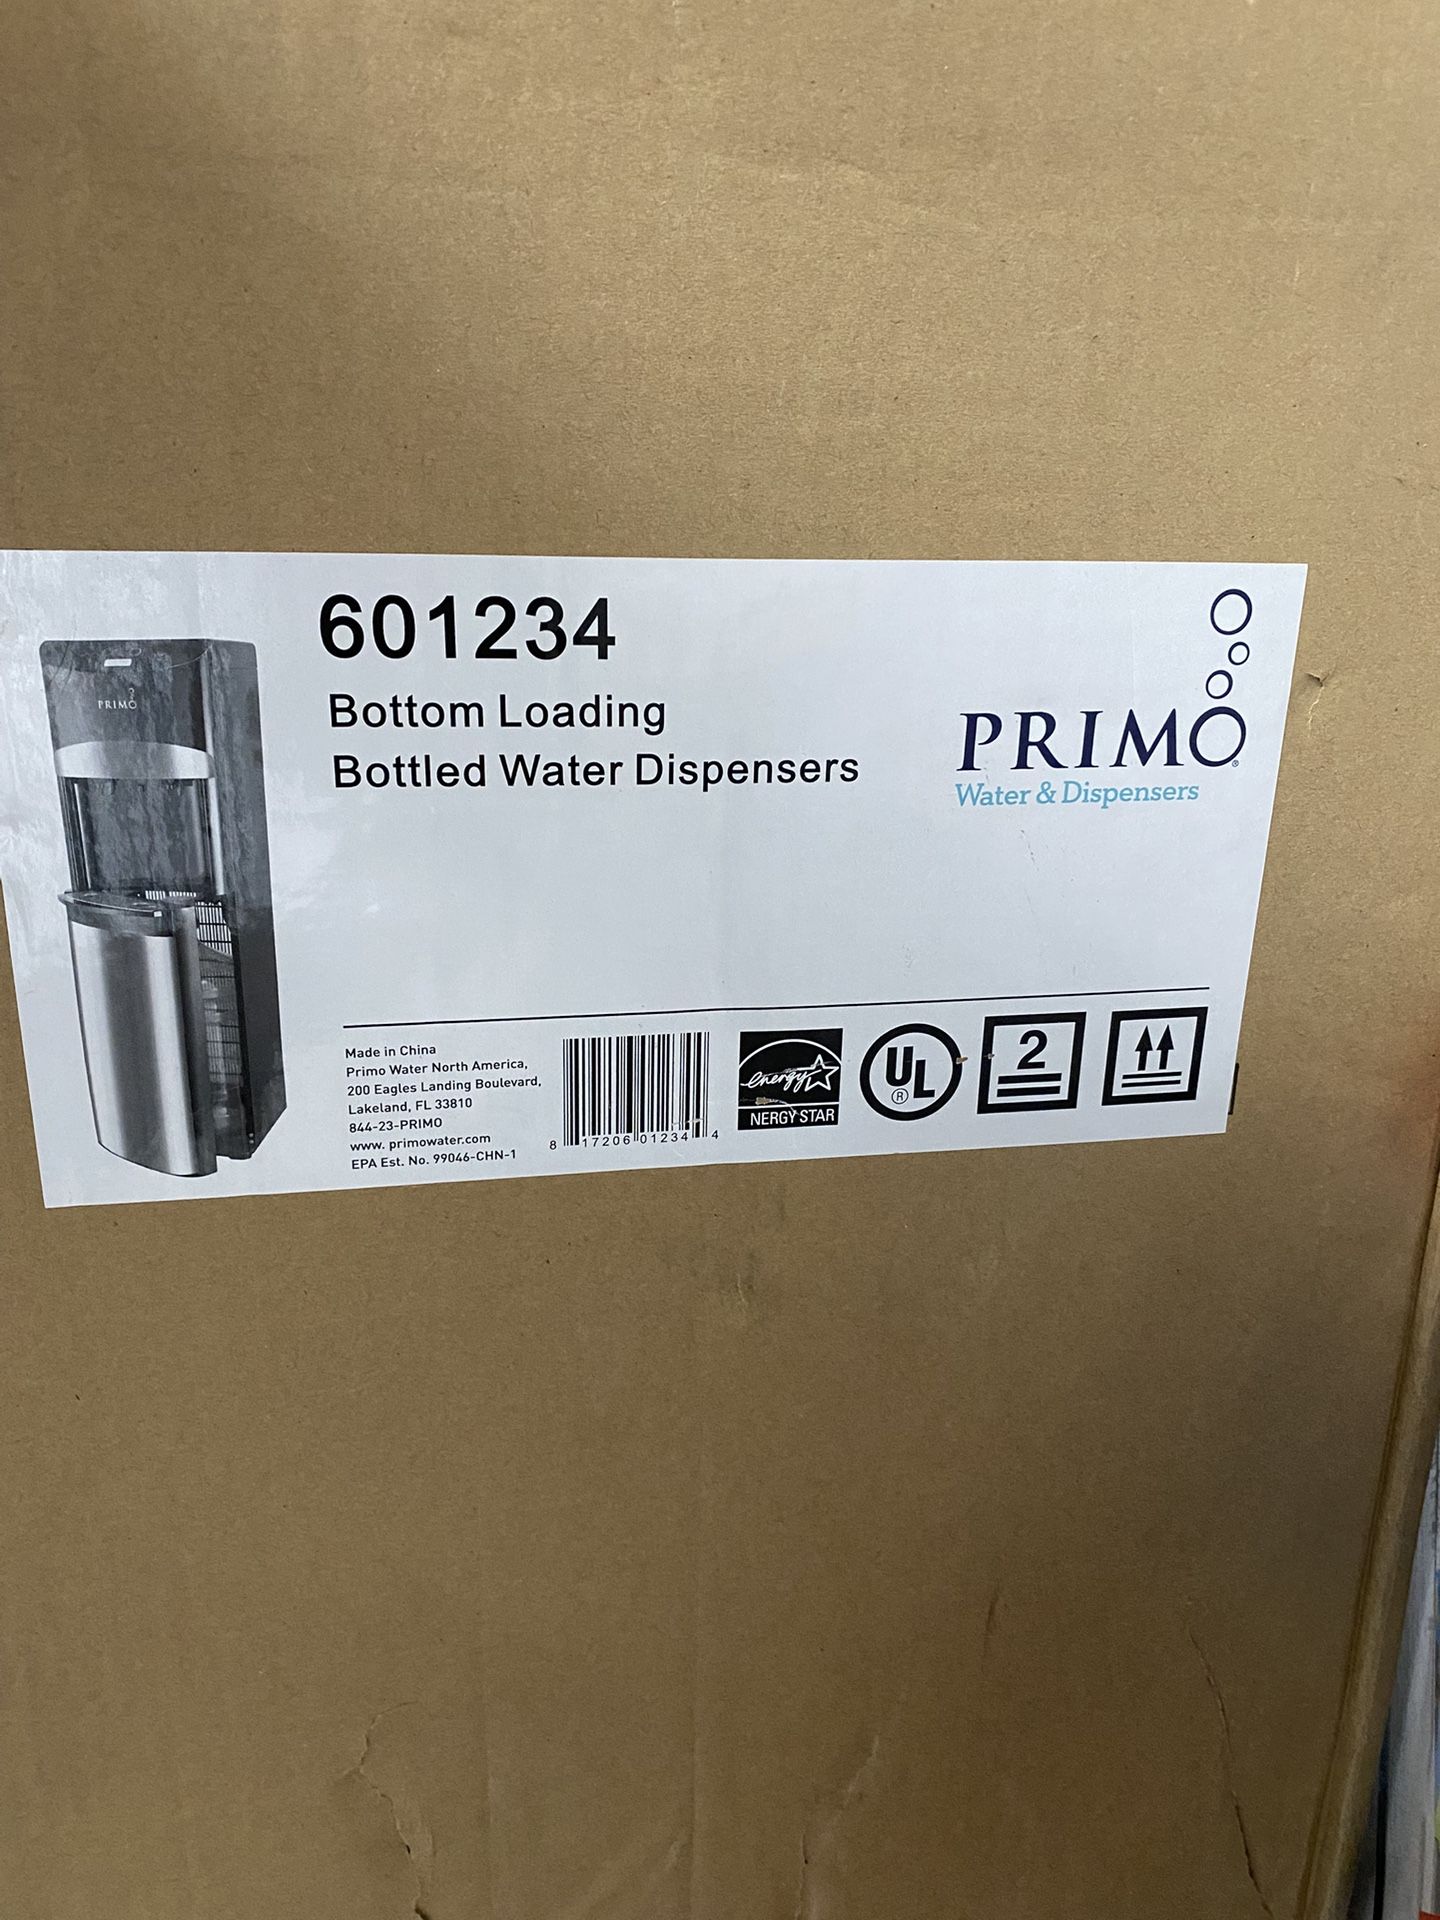 601234
Bottom Loading
Bottled Water Dispensers
PRIMO
PRIMO®
Water & Dispensers
Made in China
Primo Water North America,
200 Eagles Landing Boulevard,
Lakeland, FL 33810
844-23-PRIMO
www. primowater.com
EPA Est. No. 99046-CHN-1
8 17206 01234 4
energy
NERGY STAR
UL
®
2